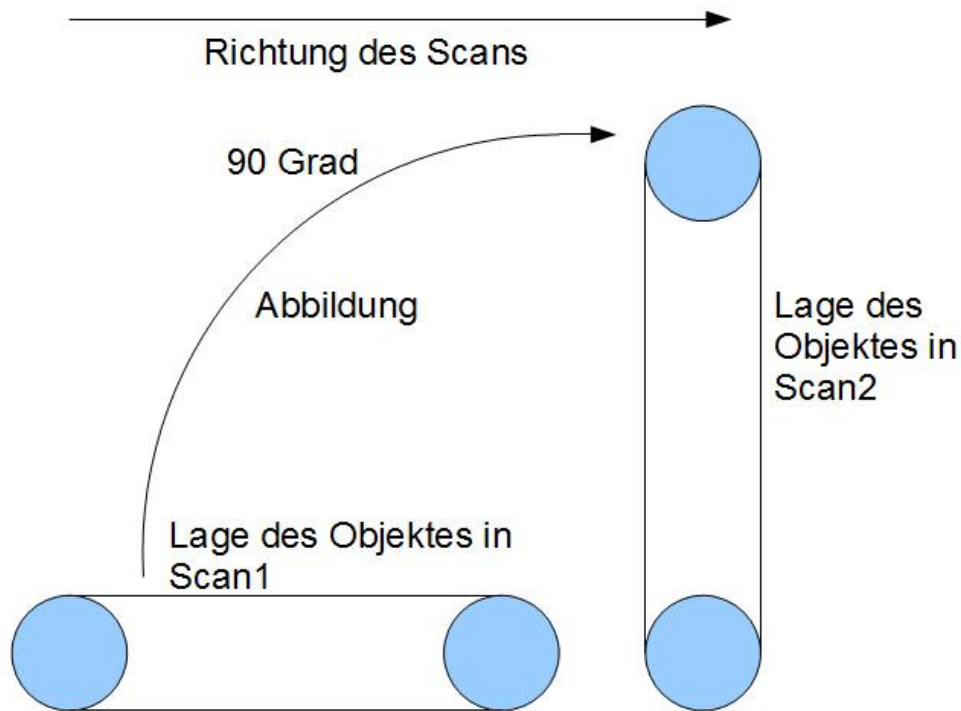 Richtung des Scans
90 Grad
Abbildung
Lage des
Objektes in
Scan2
Lage des Objektes in
Scan1